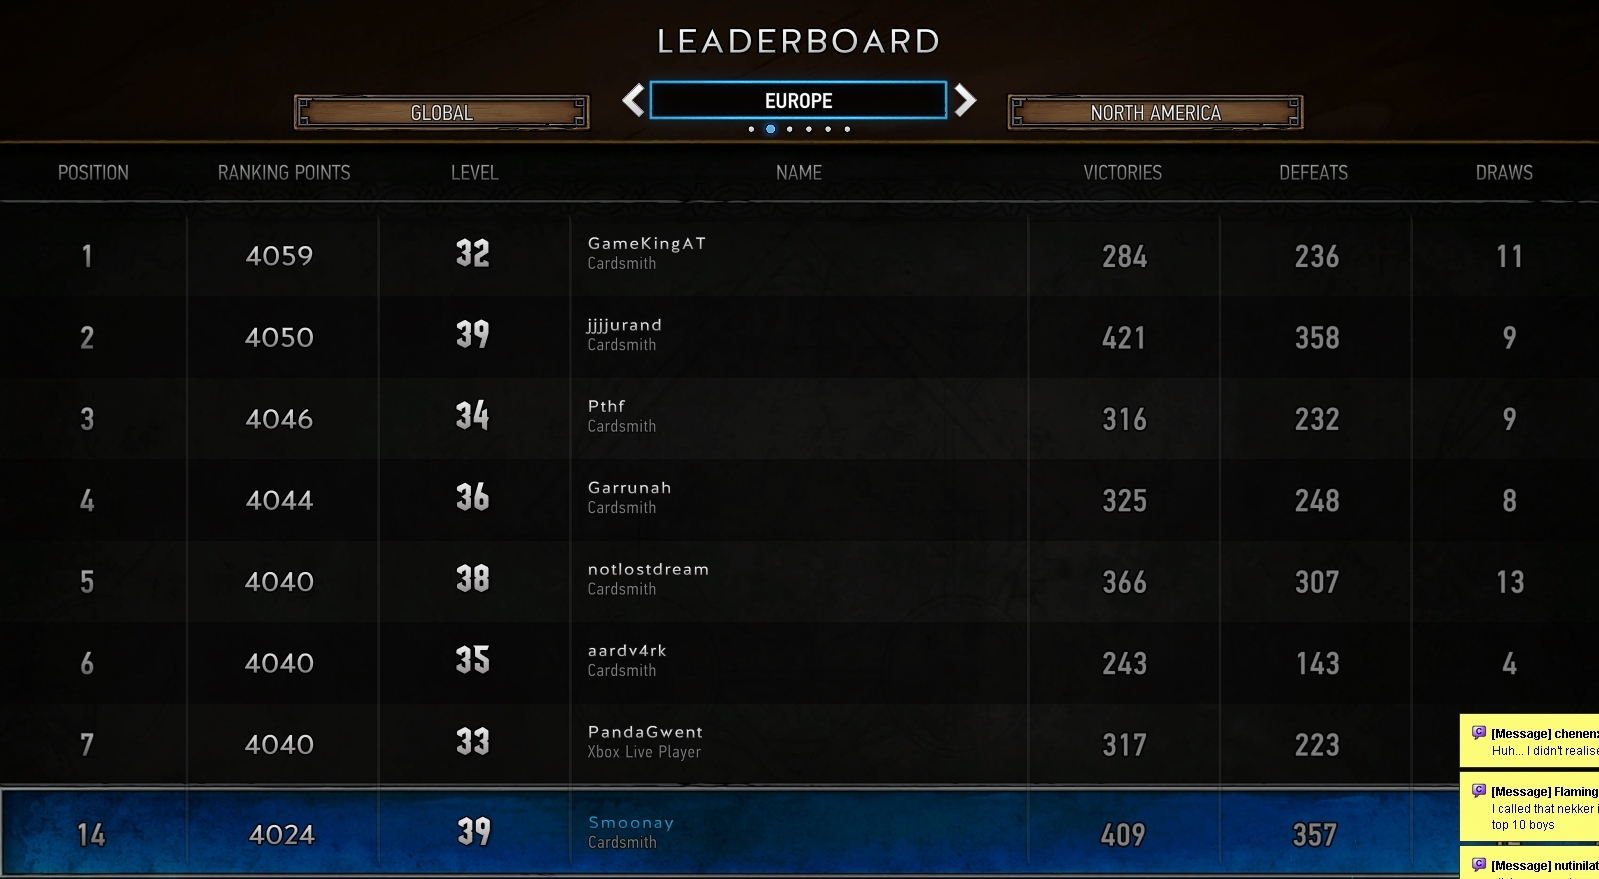 LEADERBOARD
GLOBAL EUROPE NORTH AMERICA
POSITION RANKING POINTS LEVEL NAME VICTORIES DEFEATS DRAWS
1 4059 32 GameKingAT 284 236 11
Cardsmith
2 4050 39 jjjjurand 421 358 9
Cardsmith
3 4046 34 Pthf 316 232 9
Cardsmith
4 4044 36 Garrunah 325 248 8
Cardsmith
5 4040 38 notlostdream 366 307 13
Cardsmith
6 4040 35 aardv4rk 243 143 4
Cardsmith
7 4040 33 PandaGwent 317 223
Xbox Live Player
14 4024 39 Smoonay 409 357
Cardsmith
[Message] chenen
Huh... I didn't realise
[Message] Flaming
I called that nekker
top 10 boys
[Message] nutinilat